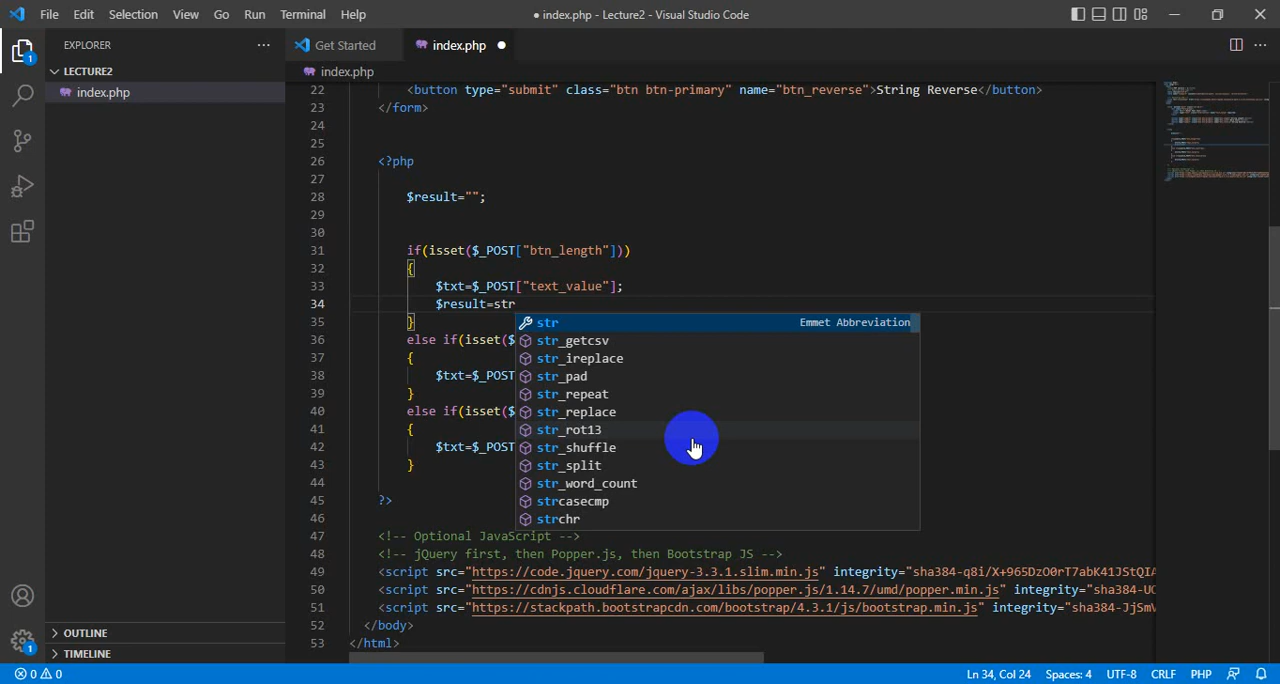 File Edit Selection View Go Run Terminal Help
● index.php - Lecture2 - Visual Studio Code
EXPLORER
Get Started
index.php
LECTURE2
index.php
index.php
22 <button type="submit" class="btn btn-primary" name="btn_reverse">String Reverse</button>
23 </form>
24
25
26 <?php
27
28 $result="";
29
30
31 if(isset($_POST["btn_length"]))
32 {
33 $txt=$_POST["text_value"];
34 $result=str
35 }
36 else if(isset($
37 {
38 $txt=$_POST
39 }
40 else if(isset($
41 {
42 $txt=$_POST
43 }
44
45 ?>
46
47 <!-- Optional JavaScript -->
48 <!-- jQuery first, then Popper.js, then Bootstrap JS -->
49 <script src="https://code.jquery.com/jquery-3.3.1.slim.min.js" integrity="sha384-q8i/X+965DzO0rT7abK41JStQIA
50 <script src="https://cdnjs.cloudflare.com/ajax/libs/popper.js/1.14.7/umd/popper.min.js" integrity="sha384-UO
51 <script src="https://stackpath.bootstrapcdn.com/bootstrap/4.3.1/js/bootstrap.min.js" integrity="sha384-JjSmV
52 </body>
53 </html>
str Emmet Abbreviation
str_getcsv
str_ireplace
str_pad
str_repeat
str_replace
str_rot13
str_shuffle
str_split
str_word_count
strcasecmp
strchr
1
1
OUTLINE
TIMELINE
0 0
Ln 34, Col 24 Spaces: 4 UTF-8 CRLF PHP